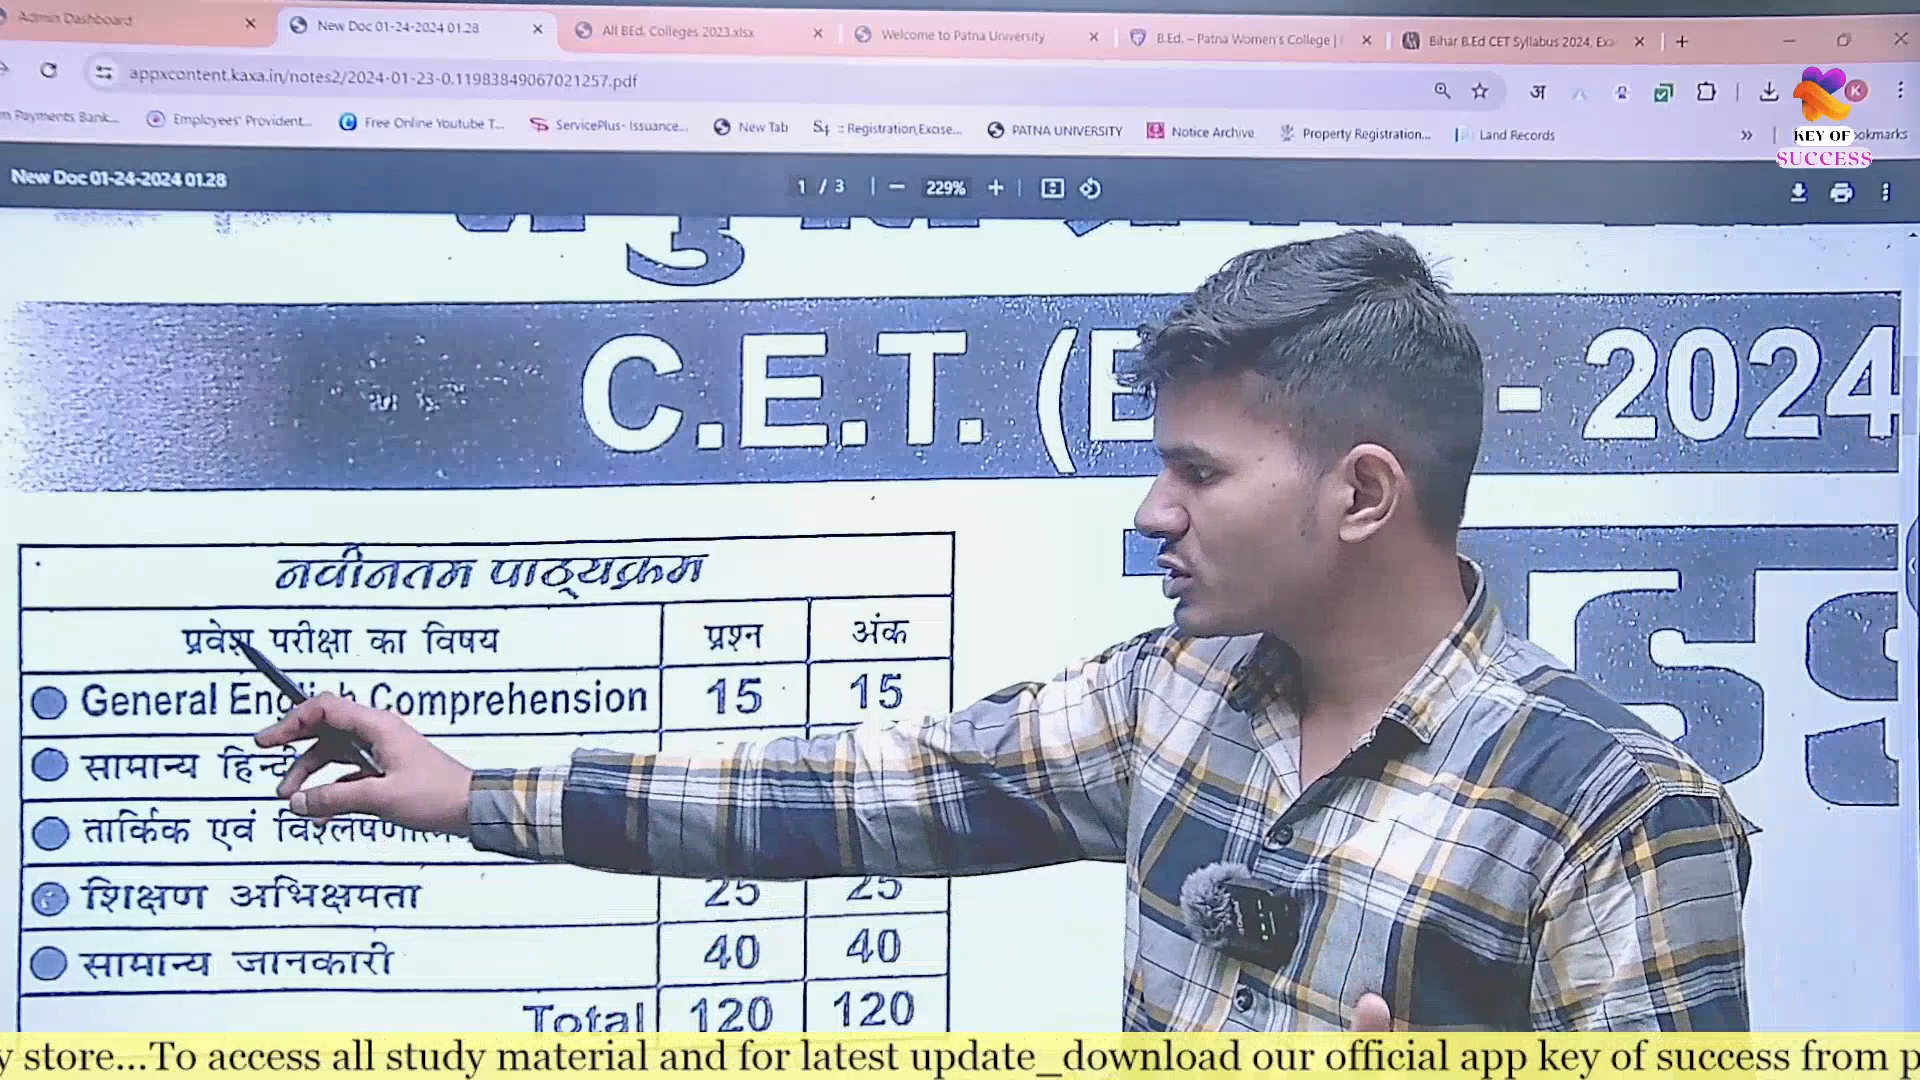 Admin Dashboard
New Doc 01-24-2024 01.28
All BEd. Colleges 2023.xlsx
Welcome to Patna University
B.Ed. – Patna Women's College |
Bihar B.Ed CET Syllabus 2024, Exa
appxcontent.kaxa.in/notes2/2024-01-23-0.11983849067021257.pdf
अ
K
Payments Bank...
Employees' Provident...
Free Online Youtube T...
ServicePlus- Issuance...
New Tab
:: Registration,Excise...
PATNA UNIVERSITY
Notice Archive
Property Registration...
Land Records
»
KEY OF
SUCCESS
New Doc 01-24-2024 01.28
1 / 3
229%
C.E.T. (B - 2024
नवीनतम पाठ्यक्रम
प्रवेश परीक्षा का विषय प्रश्न अंक
General English Comprehension 15 15
सामान्य हिन्दी
तार्किक एवं
शिक्षण अभिक्षमता 25 25
सामान्य जानकारी 40 40
Total 120 120
y store...To access all study material and for latest update_download our official app key of success from p